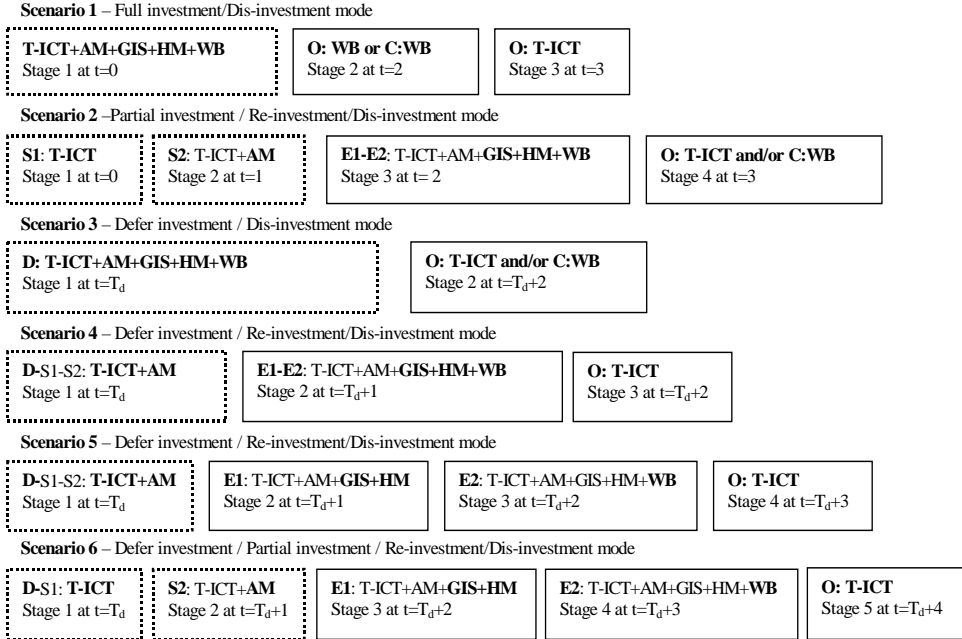 Scenario 1 – Full investment/Dis-investment mode
T-ICT+AM+GIS+HM+WB
Stage 1 at t=0
O: WB or C:WB
Stage 2 at t=2
O: T-ICT
Stage 3 at t=3
Scenario 2 –Partial investment / Re-investment/Dis-investment mode
S1: T-ICT
Stage 1 at t=0
S2: T-ICT+AM
Stage 2 at t=1
E1-E2: T-ICT+AM+GIS+HM+WB
Stage 3 at t= 2
O: T-ICT and/or C:WB
Stage 4 at t=3
Scenario 3 – Defer investment / Dis-investment mode
D: T-ICT+AM+GIS+HM+WB
Stage 1 at t=Td
O: T-ICT and/or C:WB
Stage 2 at t=Td+2
Scenario 4 – Defer investment / Re-investment/Dis-investment mode
D-S1-S2: T-ICT+AM
Stage 1 at t=Td
E1-E2: T-ICT+AM+GIS+HM+WB
Stage 2 at t=Td+1
O: T-ICT
Stage 3 at t=Td+2
Scenario 5 – Defer investment / Re-investment/Dis-investment mode
D-S1-S2: T-ICT+AM
Stage 1 at t=Td
E1: T-ICT+AM+GIS+HM
Stage 2 at t=Td+1
E2: T-ICT+AM+GIS+HM+WB
Stage 3 at t=Td+2
O: T-ICT
Stage 4 at t=Td+3
Scenario 6 – Defer investment / Partial investment / Re-investment/Dis-investment mode
D-S1: T-ICT
Stage 1 at t=Td
S2: T-ICT+AM
Stage 2 at t=Td+1
E1: T-ICT+AM+GIS+HM
Stage 3 at t=Td+2
E2: T-ICT+AM+GIS+HM+WB
Stage 4 at t=Td+3
O: T-ICT
Stage 5 at t=Td+4